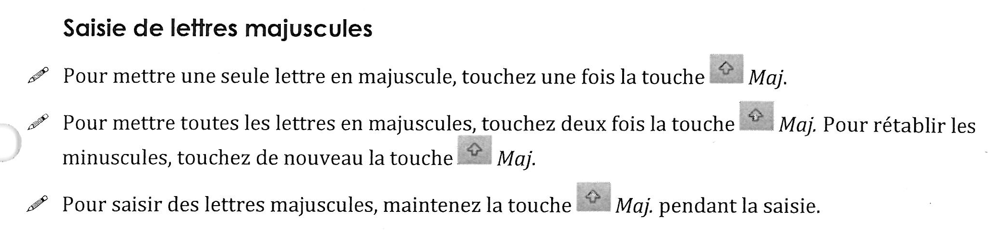 Saisie de lettres majuscules
Pour mettre une seule lettre en majuscule, touchez une fois la touche Maj.
Pour mettre toutes les lettres en majuscules, touchez deux fois la touche Maj. Pour rétablir les
minuscules, touchez de nouveau la touche Maj.
Pour saisir des lettres majuscules, maintenez la touche Maj. pendant la saisie.